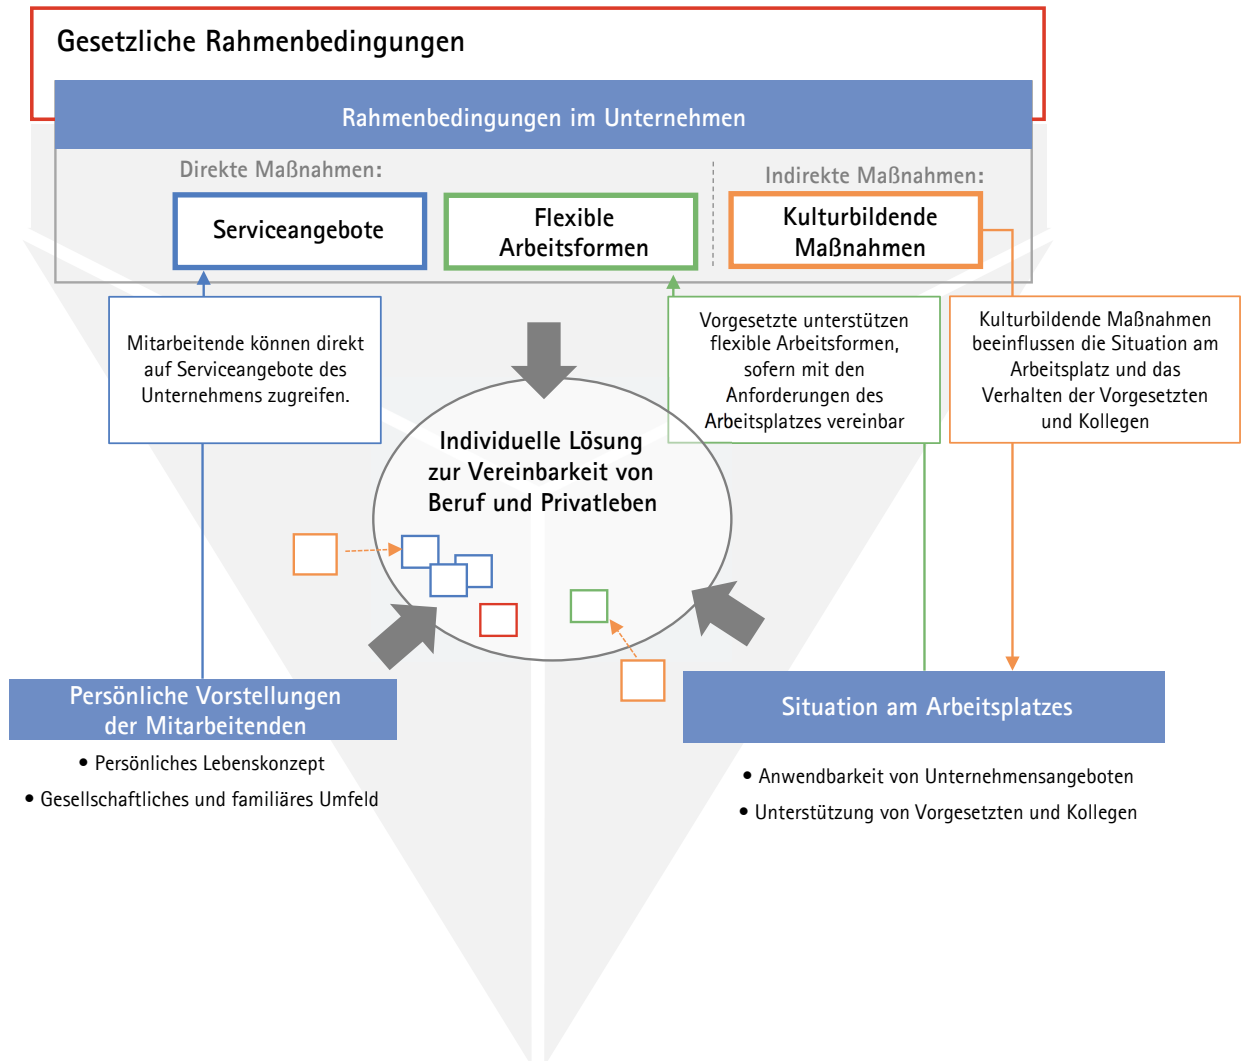 Gesetzliche Rahmenbedingungen
Rahmenbedingungen im Unternehmen
Direkte Maßnahmen:
Indirekte Maßnahmen:
Serviceangebote
Flexible
Arbeitsformen
Kulturbildende
Maßnahmen
Mitarbeitende können direkt
auf Serviceangebote des
Unternehmens zugreifen.
Vorgesetzte unterstützen
flexible Arbeitsformen,
sofern mit den
Anforderungen des
Arbeitsplatzes vereinbar
Kulturbildende Maßnahmen
beeinflussen die Situation am
Arbeitsplatz und das
Verhalten der Vorgesetzten
und Kollegen
Individuelle Lösung
zur Vereinbarkeit von
Beruf und Privatleben
Persönliche Vorstellungen
der Mitarbeitenden
• Persönliches Lebenskonzept
• Gesellschaftliches und familiäres Umfeld
Situation am Arbeitsplatzes
• Anwendbarkeit von Unternehmensangeboten
• Unterstützung von Vorgesetzten und Kollegen